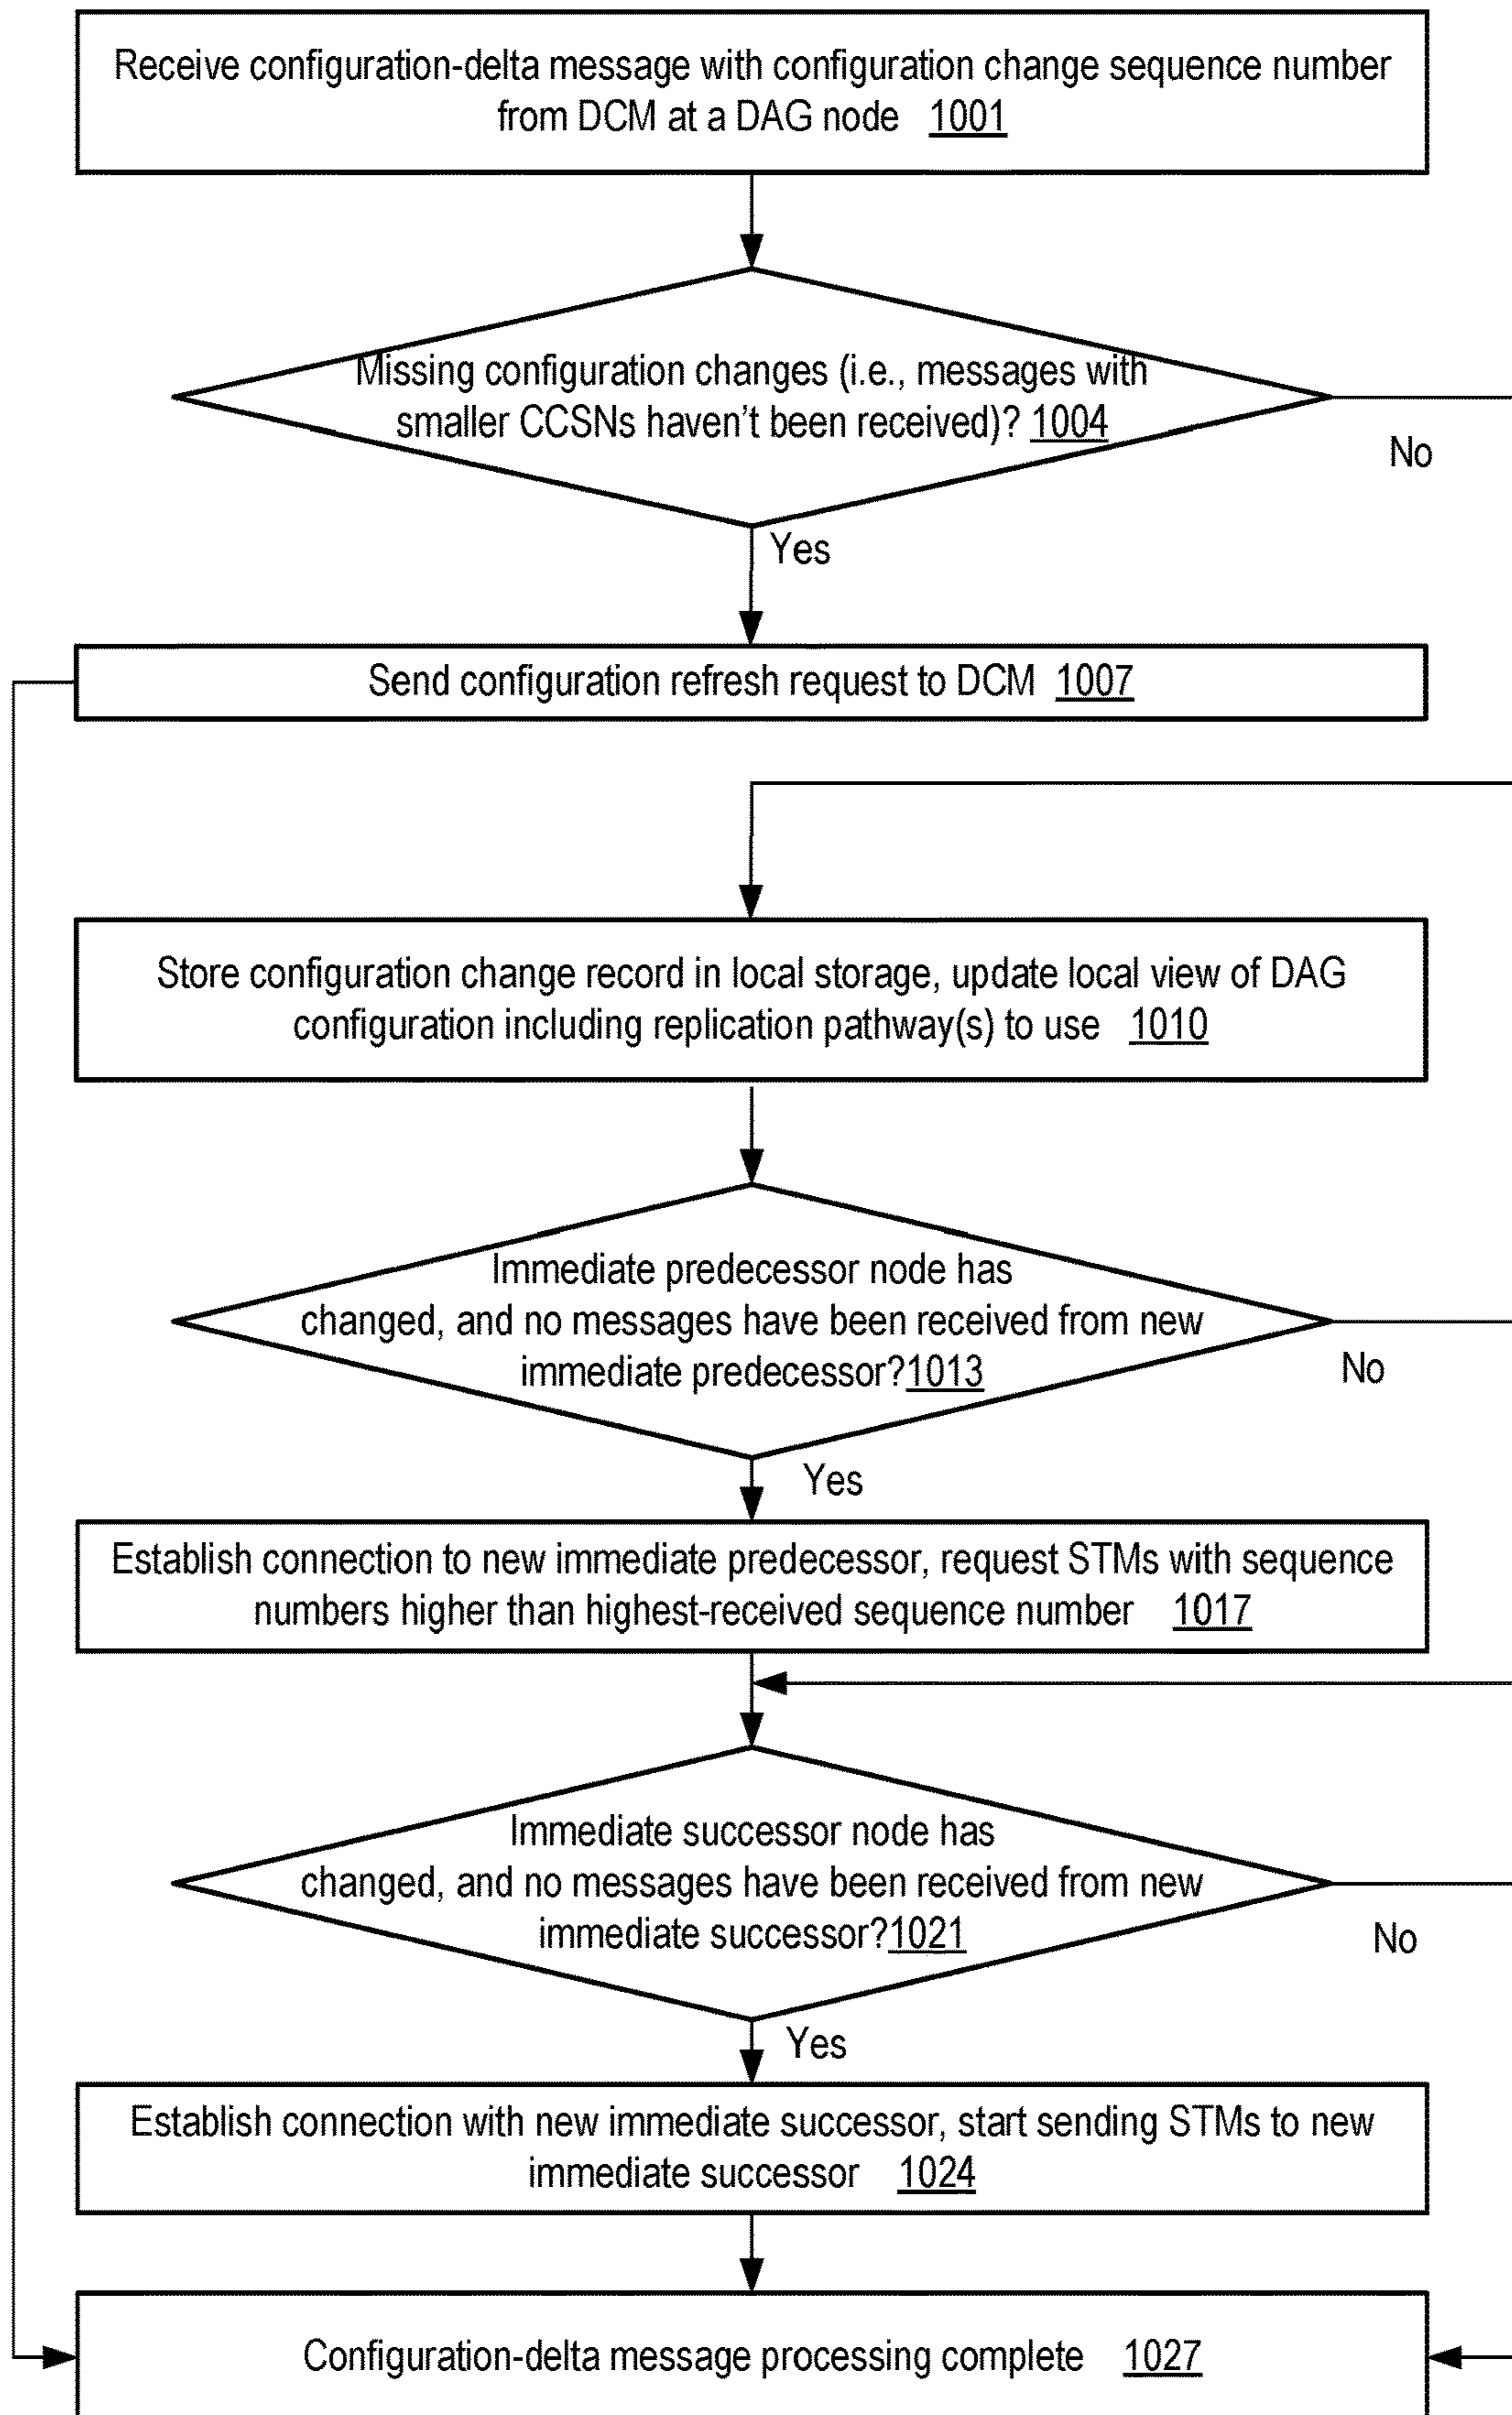 Receive configuration-delta message with configuration change sequence number
from DCM at a DAG node 1001
Missing configuration changes (i.e., messages with
smaller CCSNs haven't been received)? 1004
No
Yes
Send configuration refresh request to DCM 1007
Store configuration change record in local storage, update local view of DAG
configuration including replication pathway(s) to use 1010
Immediate predecessor node has
changed, and no messages have been received from new
immediate predecessor?1013
No
Yes
Establish connection to new immediate predecessor, request STMs with sequence
numbers higher than highest-received sequence number 1017
Immediate successor node has
changed, and no messages have been received from new
immediate successor?1021
No
Yes
Establish connection with new immediate successor, start sending STMs to new
immediate successor 1024
Configuration-delta message processing complete 1027